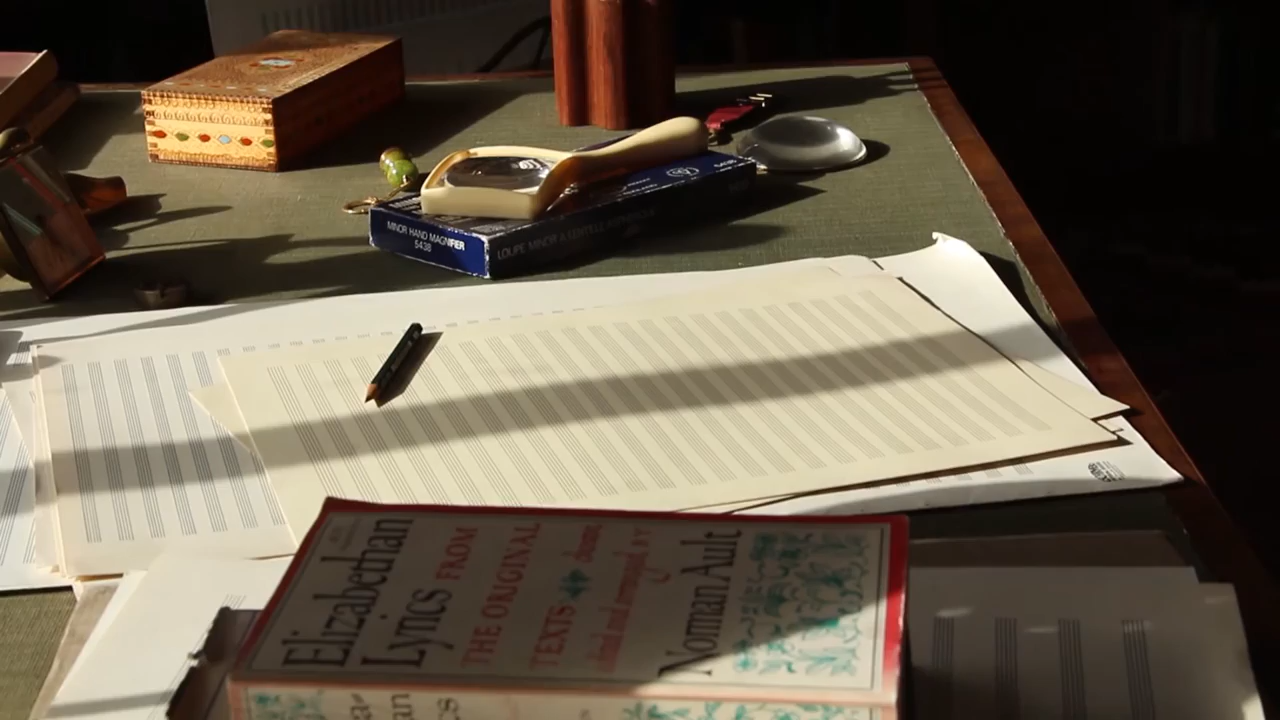 MINOR HAND MAGNIFIER
5438
LOUPE MINOR A LENTILLE
5438
Elizabethan
Lyrics FROM
THE ORIGINAL
TEXTS
chosen
edited and arranged BY
Norman Ault